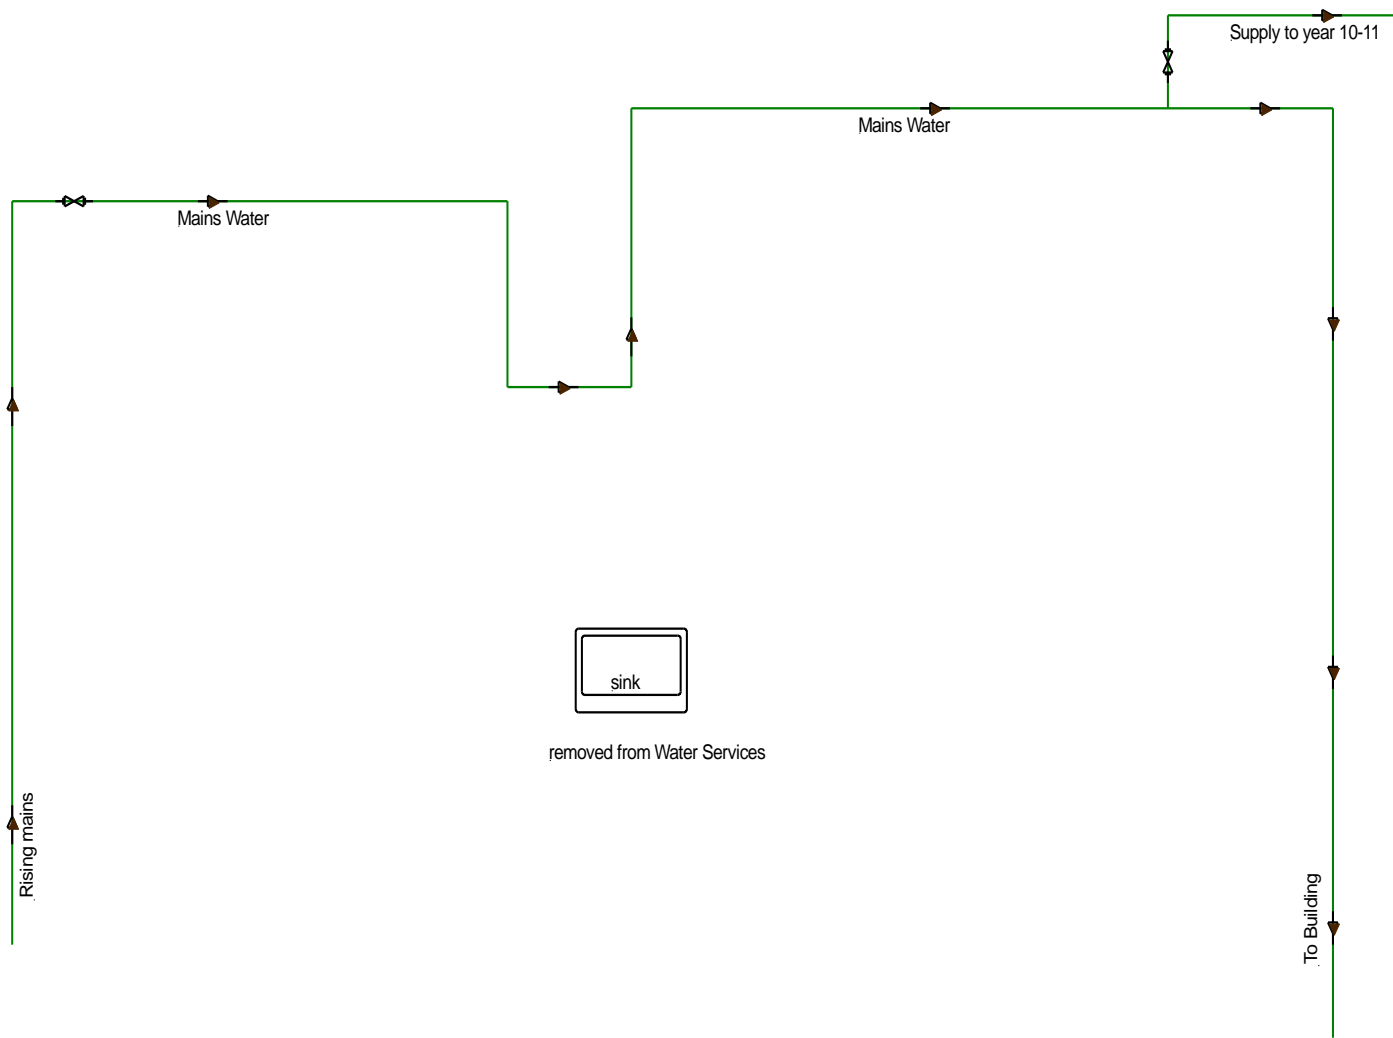 Supply to year 10-11
Mains Water
Mains Water
sink
removed from Water Services
Rising mains
To Building